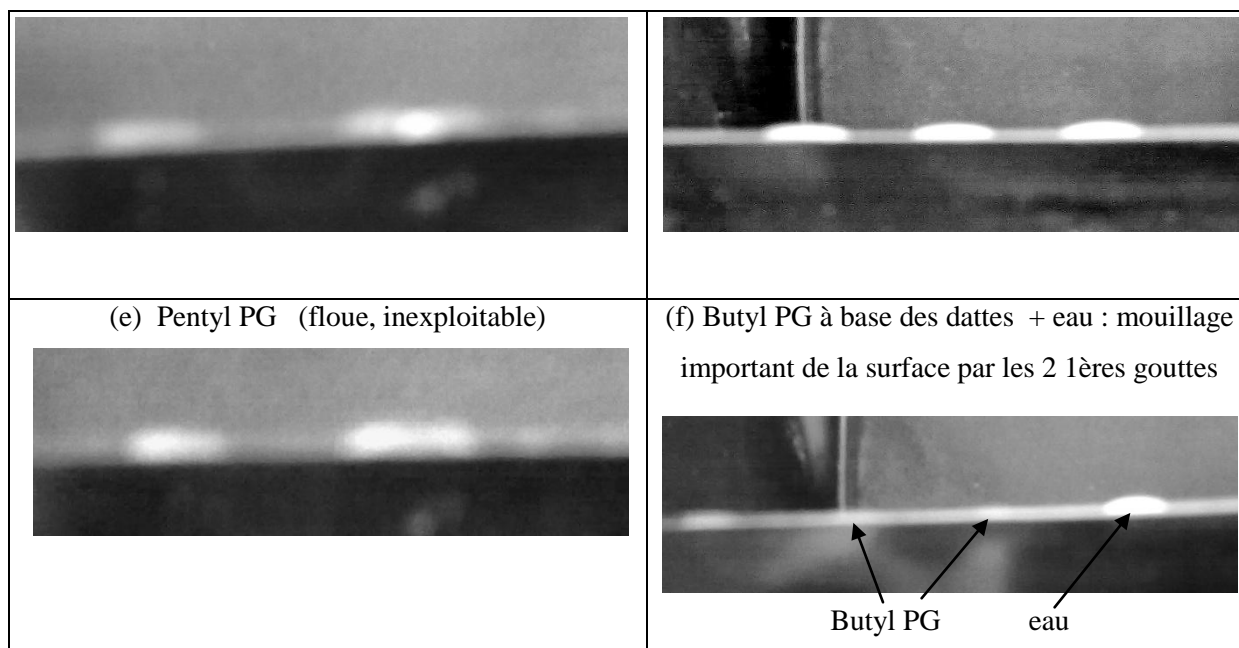 (e) Pentyl PG (floue, inexploitable)
(f) Butyl PG à base des dattes + eau : mouillage
important de la surface par les 2 1ères gouttes
Butyl PG
eau